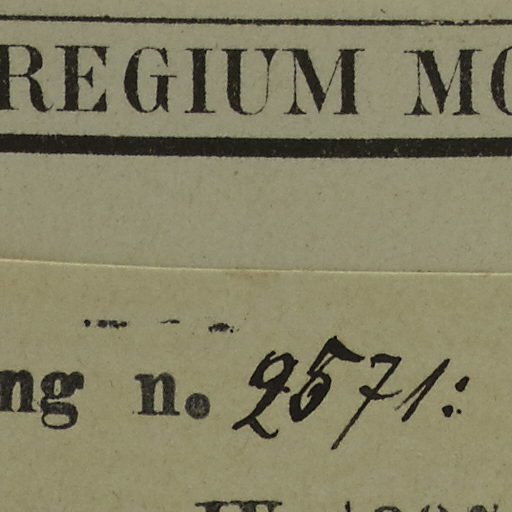 REGIUM MO
ng n. 2571: